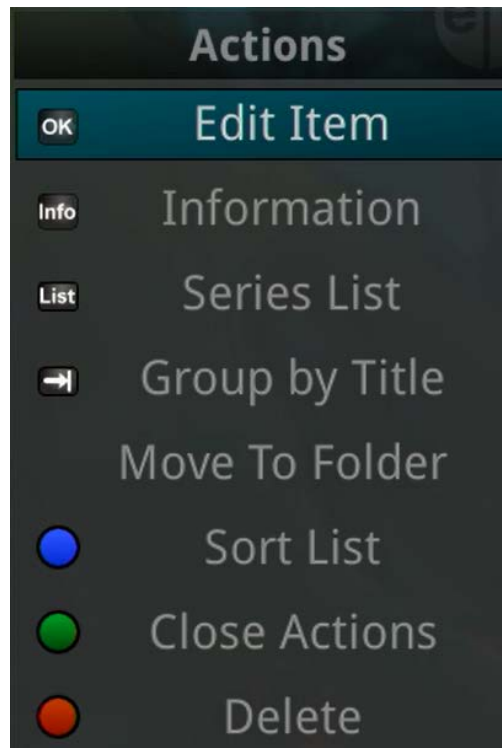 Actions
OK Edit Item
Info Information
List Series List
Group by Title
Move To Folder
Sort List
Close Actions
Delete